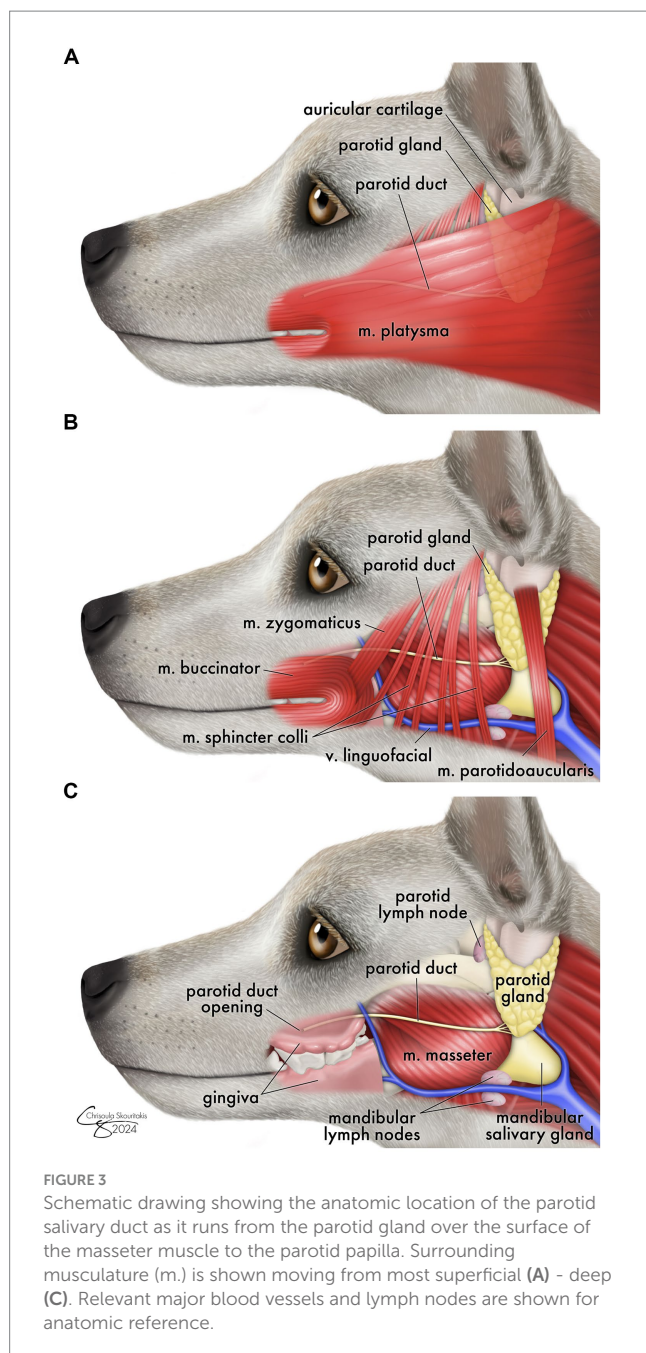 A
auricular cartilage
parotid gland
parotid duct
m. platysma
B
parotid gland
parotid duct
m. zygomaticus
m. buccinator
m. sphincter colli
v. linguofacial
m. parotidoaucularis
C
parotid
lymph node
parotid duct
parotid duct
opening
parotid
gland
m. masseter
gingiva
mandibular
lymph nodes
mandibular
salivary gland
Chrisoula Skouritakis
2024
FIGURE 3
Schematic drawing showing the anatomic location of the parotid
salivary duct as it runs from the parotid gland over the surface of
the masseter muscle to the parotid papilla. Surrounding
musculature (m.) is shown moving from most superficial (A) - deep
(C). Relevant major blood vessels and lymph nodes are shown for
anatomic reference.